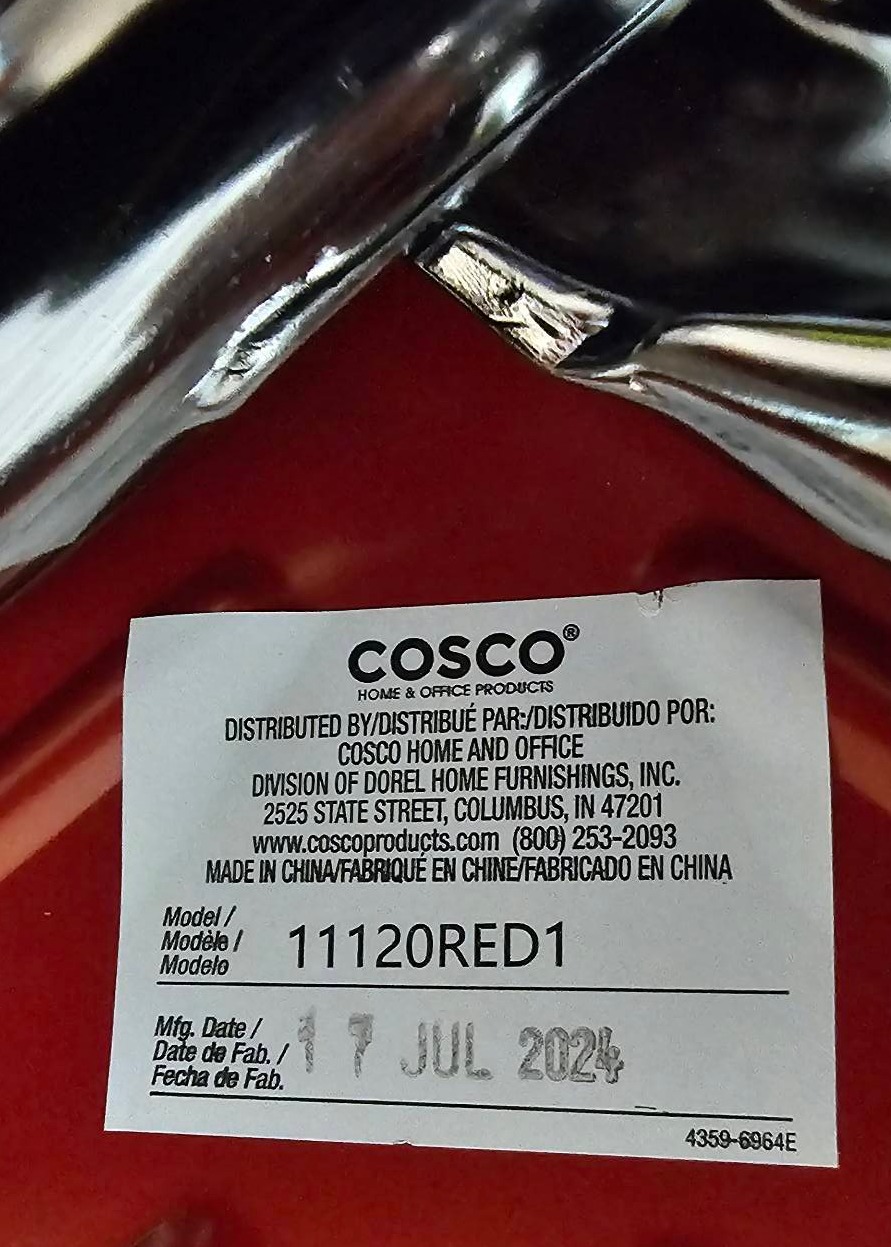 COSCO®
HOME & OFFICE PRODUCTS
DISTRIBUTED BY/DISTRIBUÉ PAR:/DISTRIBUIDO POR:
COSCO HOME AND OFFICE
DIVISION OF DOREL HOME FURNISHINGS, INC.
2525 STATE STREET, COLUMBUS, IN 47201
www.coscoproducts.com (800) 253-2093
MADE IN CHINA/FABRIQUÉ EN CHINE/FABRICADO EN CHINA
Model /
Modèle /
Modelo
11120RED1
Mfg. Date /
Date de Fab. /
Fecha de Fab.
17 JUL 2024
4359-6964E